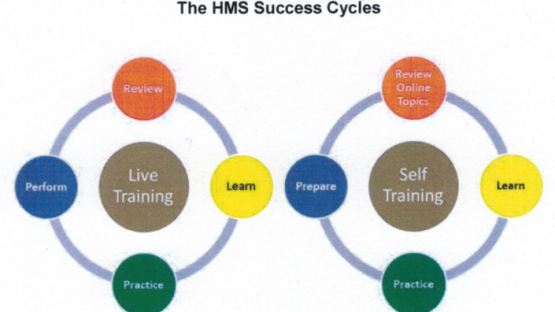 The HMS Success Cycles
Review
Perform
Live
Training
Learn
Practice
Review
Online
Topics
Prepare
Self
Training
Learn
Practice